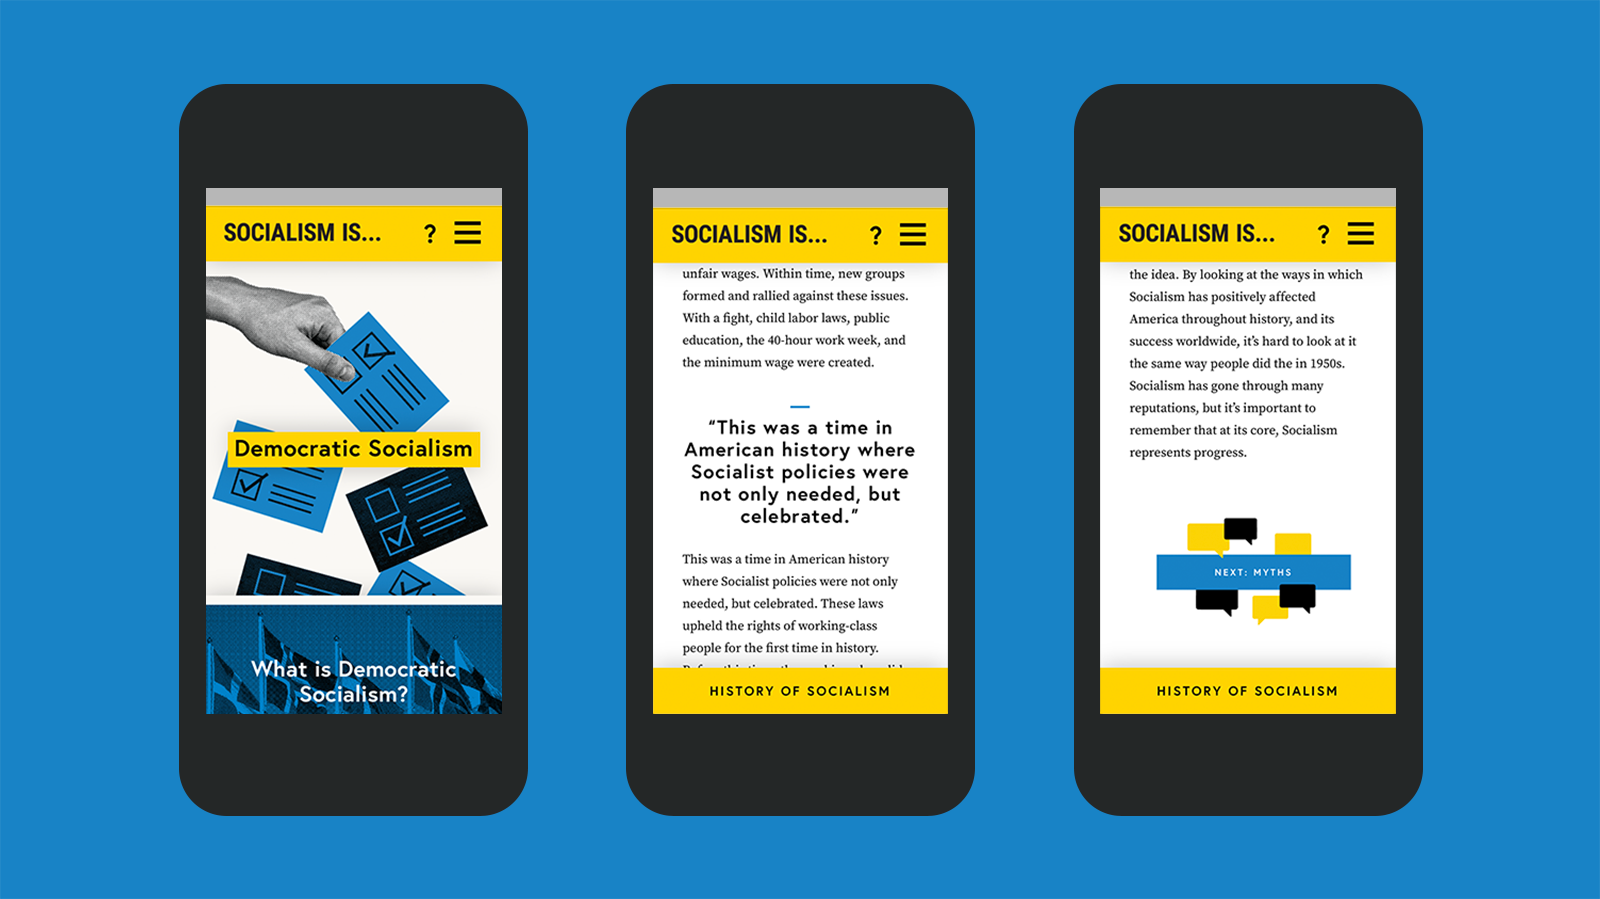 SOCIALISM IS... ?
Democratic Socialism
What is Democratic
Socialism?
SOCIALISM IS... ?
unfair wages. Within time, new groups
formed and rallied against these issues.
With a fight, child labor laws, public
education, the 40-hour work week, and
the minimum wage were created.
"This was a time in
American history where
Socialist policies were
not only needed, but
celebrated."
This was a time in American history
where Socialist policies were not only
needed, but celebrated. These laws
upheld the rights of working-class
people for the first time in history.
HISTORY OF SOCIALISM
SOCIALISM IS... ?
the idea. By looking at the ways in which
Socialism has positively affected
America throughout history, and its
success worldwide, it's hard to look at it
the same way people did the in 1950s.
Socialism has gone through many
reputations, but it's important to
remember that at its core, Socialism
represents progress.
NEXT: MYTHS
HISTORY OF SOCIALISM